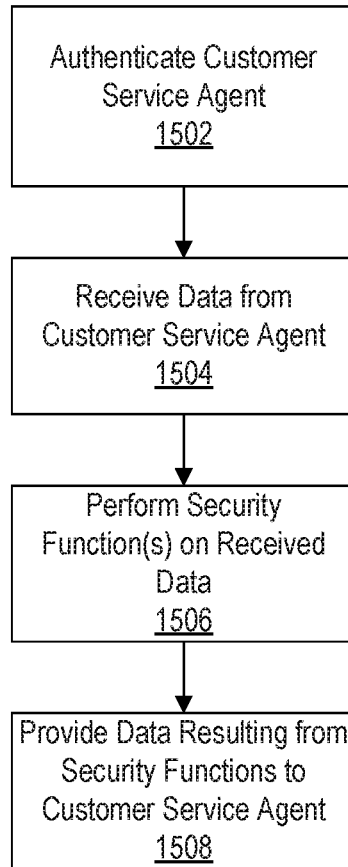 Authenticate Customer
Service Agent
1502
Receive Data from
Customer Service Agent
1504
Perform Security
Function(s) on Received
Data
1506
Provide Data Resulting from
Security Functions to
Customer Service Agent
1508